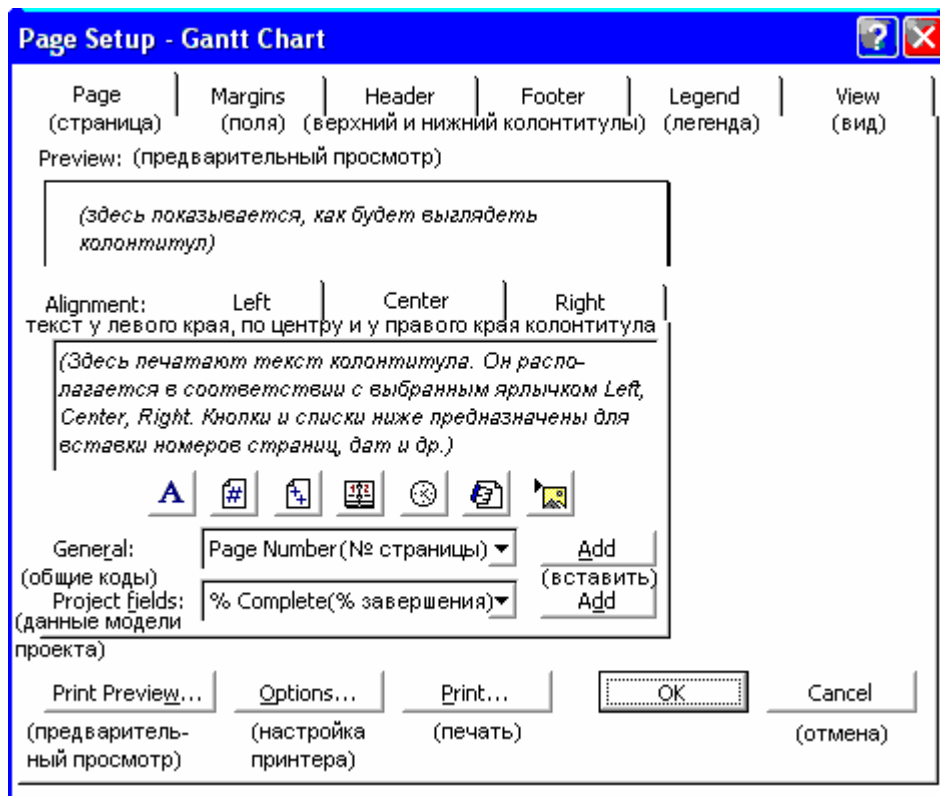 Page Setup - Gantt Chart
Page Margins Header Footer Legend View
(страница) (поля) (верхний и нижний колонтитулы) (легенда) (вид)
Preview: (предварительный просмотр)
(здесь показывается, как будет выглядеть
колонтитул)
Alignment: Left Center Right
текст у левого края, по центру и у правого края колонтитула
(Здесь печатают текст колонтитула. Он распо-
лагается в соответствии с выбранным ярлычком Left,
Center, Right. Кнопки и списки ниже предназначены для
вставки номеров страниц, дат и др.)
General: Page Number(№ страницы) Add
(общие коды) (вставить)
Project fields: % Complete(% завершения) Add
(данные модели
проекта)
Print Preview... Options... Print... OK Cancel
(предваритель- (настройка (печать) (отмена)
ный просмотр) принтера)